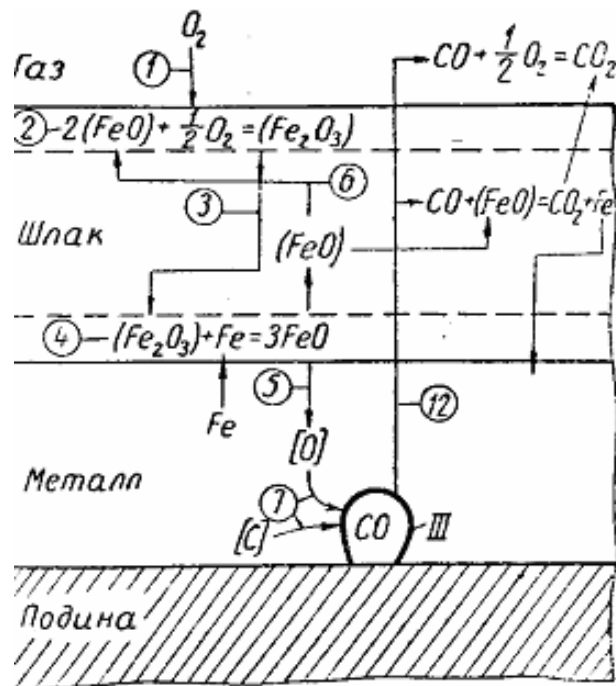 O₂
Газ
①
CO + 1/2 O₂ = CO₂
② - 2(FeO) + 1/2 O₂ = (Fe₂O₃)
⑥
③
CO + (FeO) = CO₂ + Fe
Шлак
(FeO)
④ - (Fe₂O₃) + Fe = 3FeO
⑤
⑫
Fe
[O]
Металл
⑦
[C]
CO
III
Подина